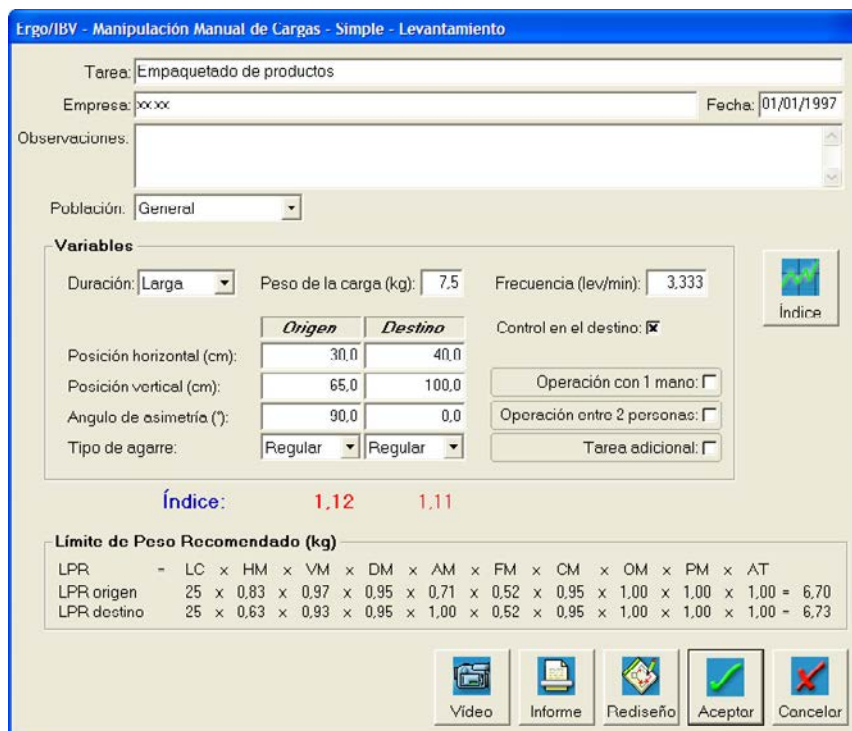 Ergo/IBV - Manipulación Manual de Cargas - Simple - Levantamiento
Tarea: Empaquetado de productos
Empresa: xx.xx Fecha: 01/01/1997
Observaciones:
Población: General
Variables
Duración: Larga Peso de la carga (kg): 7,5 Frecuencia (lev/min): 3,333
Índice
Origen Destino Control en el destino:
Posición horizontal (cm): 30,0 40,0
Posición vertical (cm): 65,0 100,0 Operación con 1 mano:
Angulo de asimetría (°): 90,0 0,0 Operación entre 2 personas:
Tipo de agarre: Regular Regular Tarea adicional:
Índice: 1,12 1,11
Límite de Peso Recomendado (kg)
LPR = LC x HM x VM x DM x AM x FM x CM x OM x PM x AT
LPR origen 25 x 0,83 x 0,97 x 0,95 x 0,71 x 0,52 x 0,95 x 1,00 x 1,00 x 1,00 = 6,70
LPR destino 25 x 0,63 x 0,93 x 0,95 x 1,00 x 0,52 x 0,95 x 1,00 x 1,00 x 1,00 = 6,73
Vídeo Informe Rediseño Aceptar Cancelar